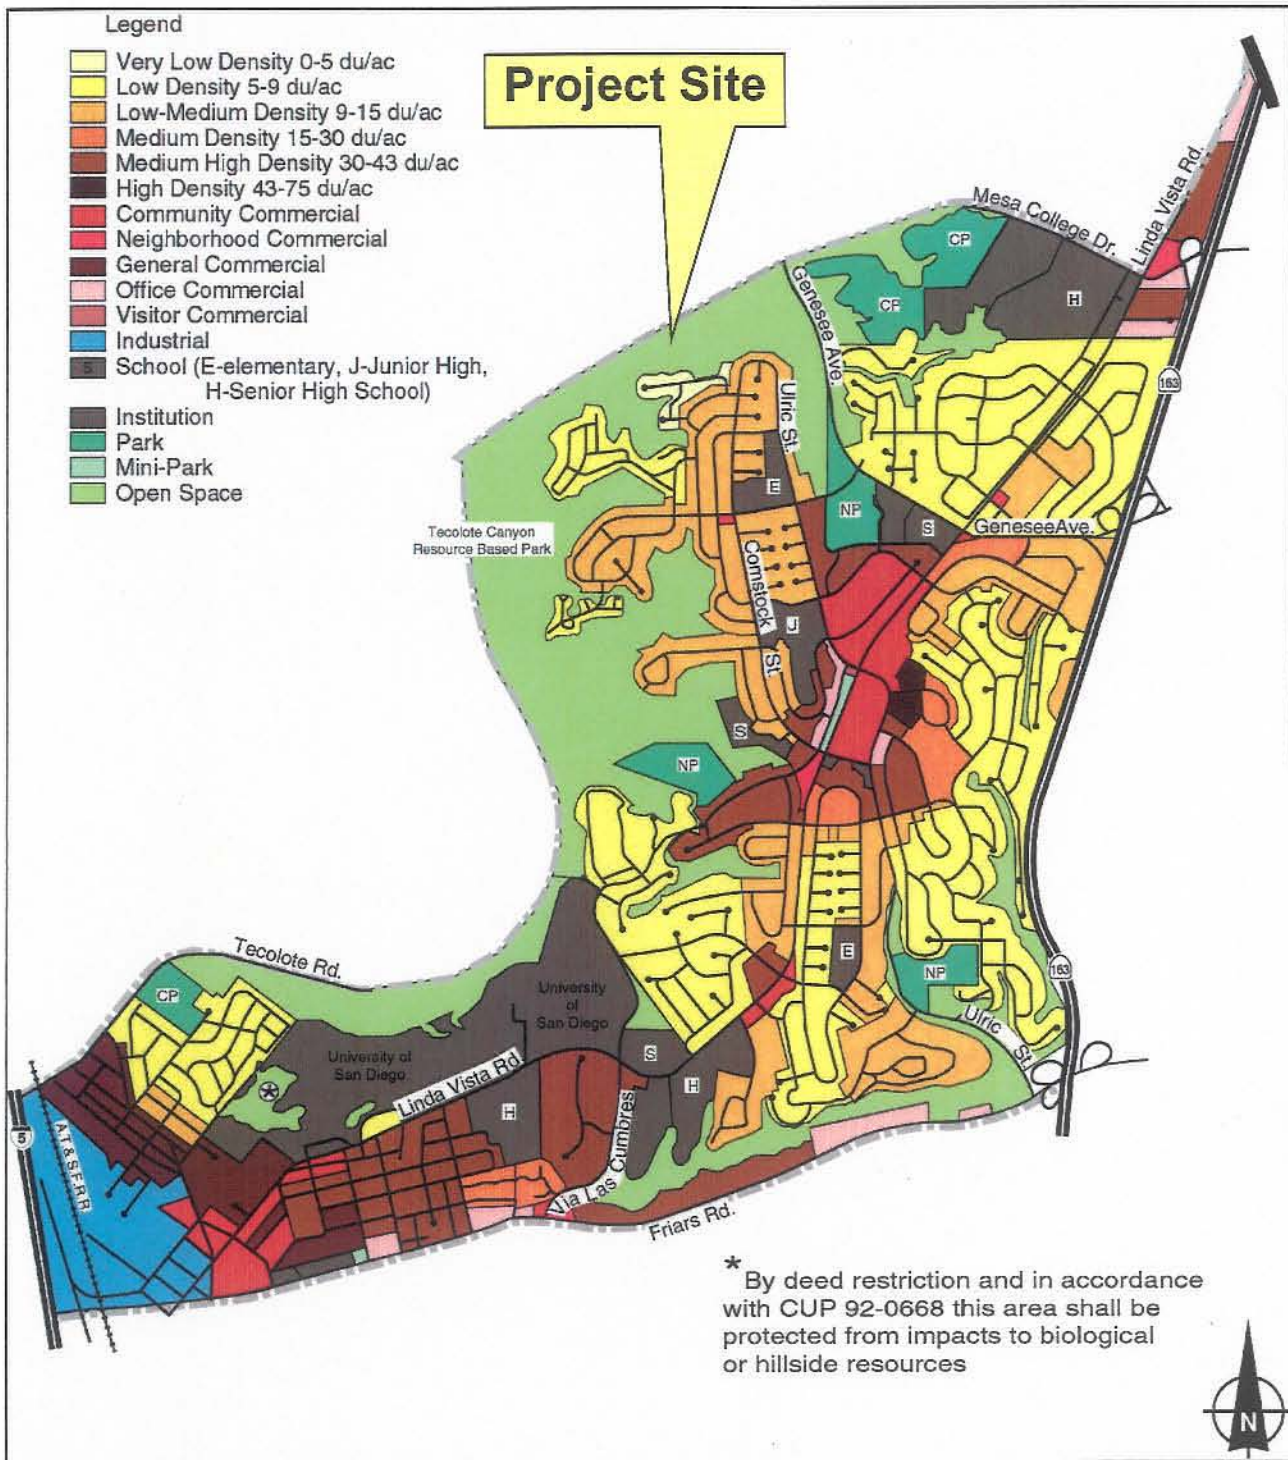 Legend
Very Low Density 0-5 du/ac
Low Density 5-9 du/ac
Low-Medium Density 9-15 du/ac
Medium Density 15-30 du/ac
Medium High Density 30-43 du/ac
High Density 43-75 du/ac
Community Commercial
Neighborhood Commercial
General Commercial
Office Commercial
Visitor Commercial
Industrial
S
School (E-elementary, J-Junior High,
H-Senior High School)
Institution
Park
Mini-Park
Open Space
Project Site
Mesa College Dr.
Linda Vista Rd.
CP
CP
H
Genesee Ave.
163
Ulric St.
E
NP
S
GeneseeAve.
Tecolote Canyon
Resource Based Park
Comstock St.
J
S
NP
E
NP
163
Ulric St.
Tecolote Rd.
CP
University
of
San Diego
University of
San Diego
*
Linda Vista Rd.
S
H
H
Via Las Cumbres
5
A.T.& S.F.R.R
Friars Rd.
* By deed restriction and in accordance
with CUP 92-0668 this area shall be
protected from impacts to biological
or hillside resources
N